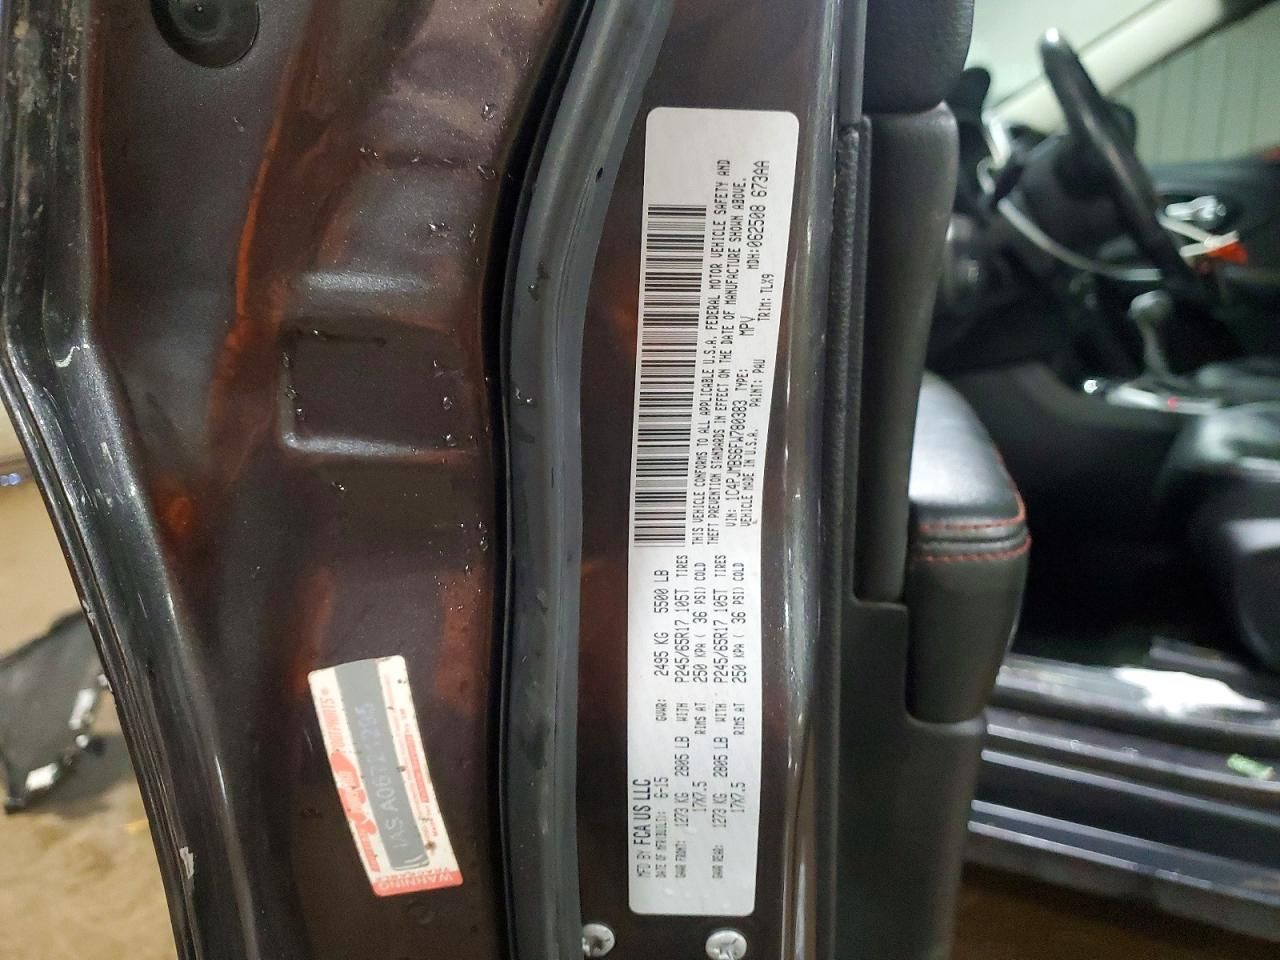 MFD BY FCA US LLC
DATE OF MFR(BUILD): 6-15 GVWR: 2495 KG 5500 LB
GAWR FRONT: 1273 KG 2805 LB WITH P245/65R17 105T TIRES
17X7.5 RIMS AT 250 KPA ( 36 PSI) COLD
GAWR REAR: 1273 KG 2805 LB WITH P245/65R17 105T TIRES
17X7.5 RIMS AT 250 KPA ( 36 PSI) COLD
THIS VEHICLE CONFORMS TO ALL APPLICABLE U.S.A. FEDERAL MOTOR VEHICLE SAFETY AND
THEFT PREVENTION STANDARDS IN EFFECT ON THE DATE OF MANUFACTURE SHOWN ABOVE.
VIN: 1C4PJMBS6FW780383 TYPE: MPV MDH:062508 673AA
VEHICLE MADE IN U.S.A. PAINT: PAU TRIM: TLX9
WARNING